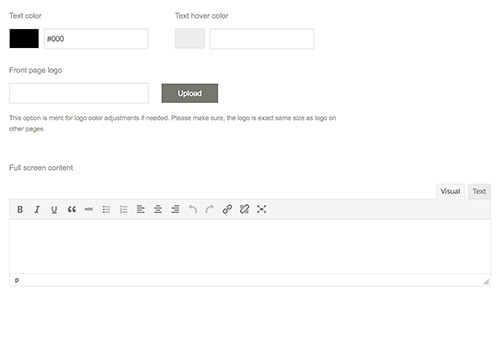 Text color Text hover color
#000
Front page logo
Upload
This option is ment for logo color adjustments if needed. Please make sure, the logo is exact same size as logo on
other pages.
Full screen content
Visual Text
B I U ABC
P